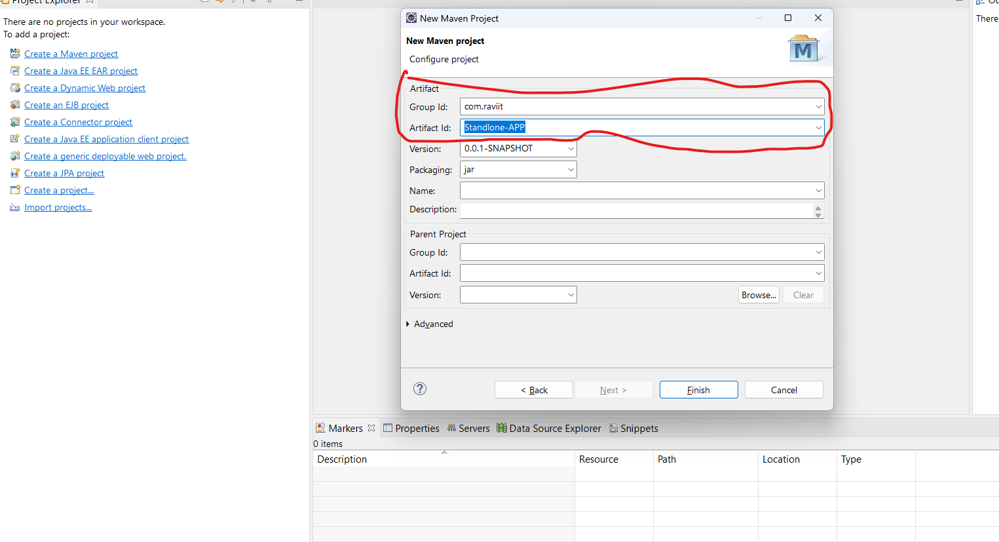 Project Explorer
There are no projects in your workspace.
To add a project:
Create a Maven project
Create a Java EE EAR project
Create a Dynamic Web project
Create an EJB project
Create a Connector project
Create a Java EE application client project
Create a generic deployable web project.
Create a JPA project
Create a project...
Import projects...
New Maven Project
New Maven project
Configure project
M
Artifact
Group Id: com.raviit
Artifact Id: Standlone-APP
Version: 0.0.1-SNAPSHOT
Packaging: jar
Name:
Description:
Parent Project
Group Id:
Artifact Id:
Version: Browse... Clear
Advanced
? < Back Next > Finish Cancel
There
Markers Properties Servers Data Source Explorer Snippets
0 items
Description Resource Path Location Type